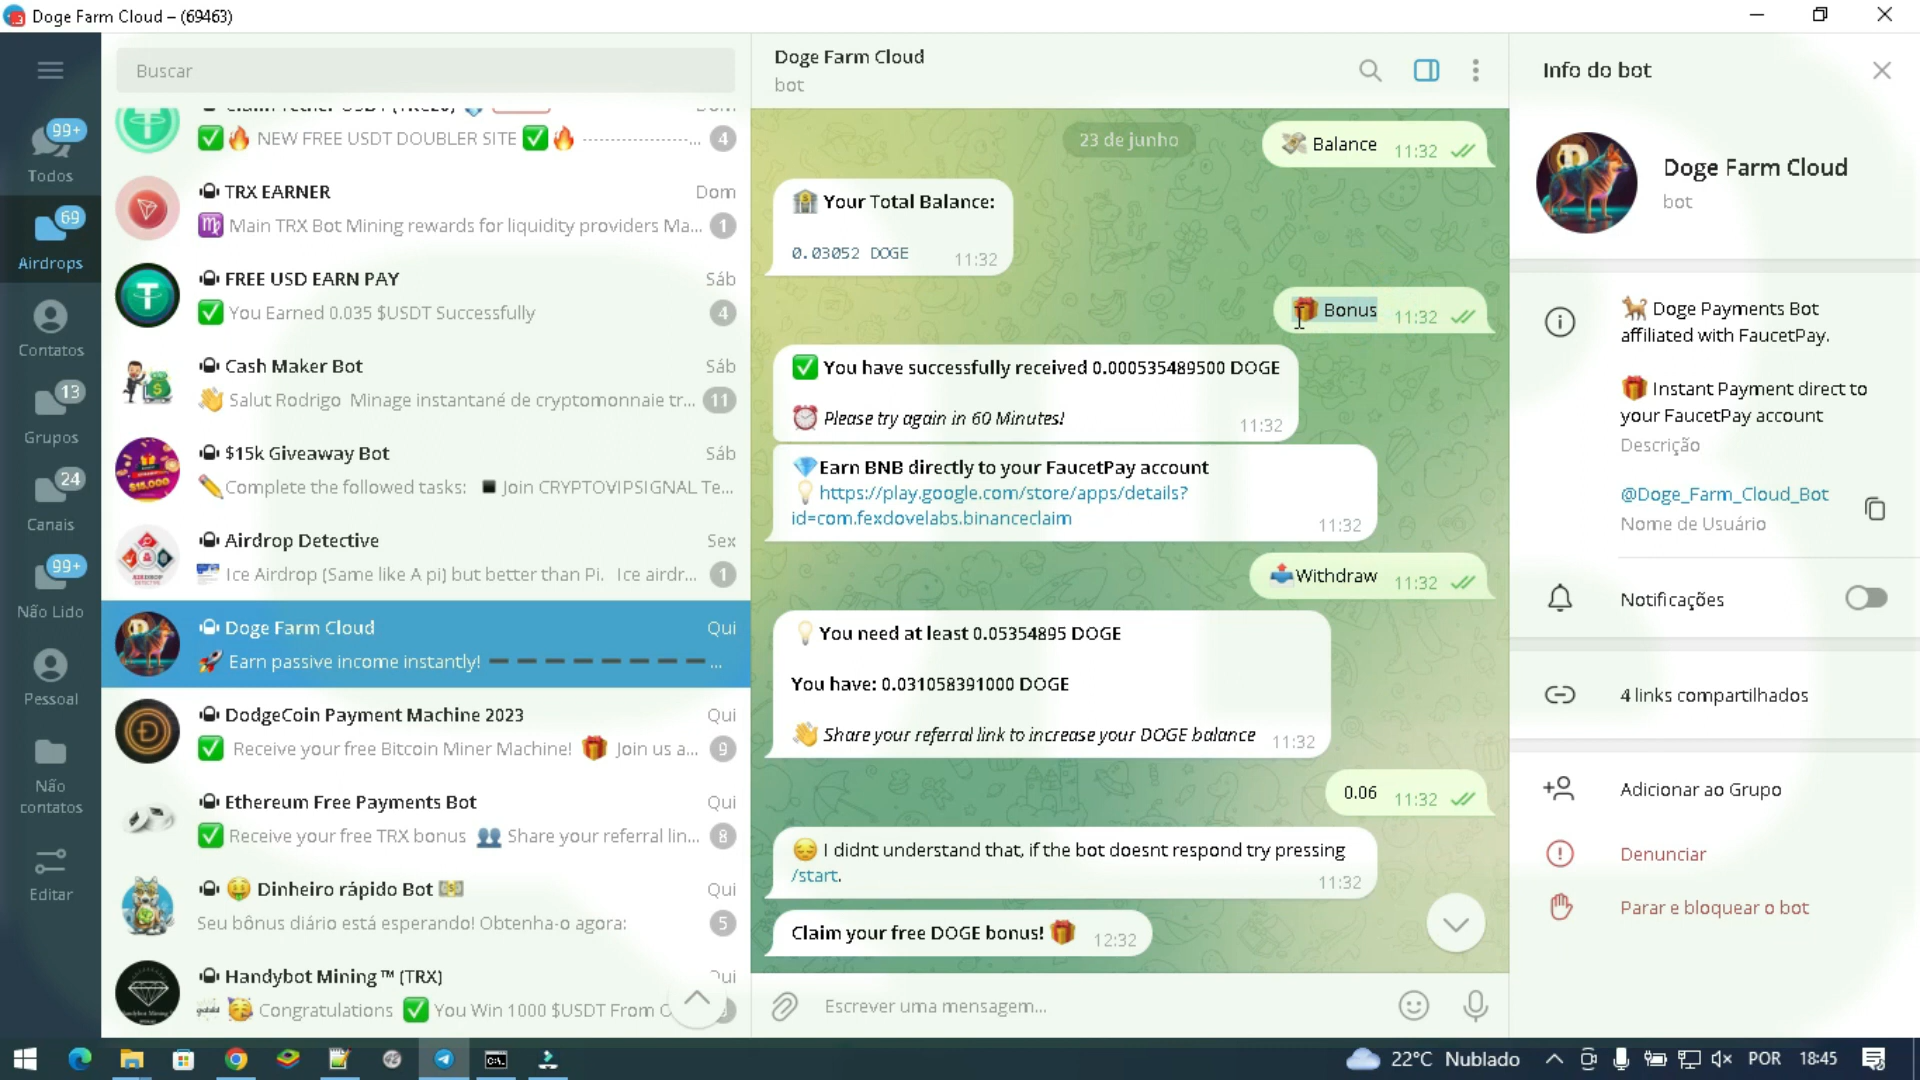 Doge Farm Cloud – (69463)
Buscar
NEW FREE USDT DOUBLER SITE
...
4
TRX EARNER
Dom
Main TRX Bot Mining rewards for liquidity providers Ma...
1
FREE USD EARN PAY
Sáb
You Earned 0.035 $USDT Successfully
4
Cash Maker Bot
Sáb
Salut Rodrigo Minage instantané de cryptomonnaie tr...
11
$15k Giveaway Bot
Sáb
Complete the followed tasks: Join CRYPTOVIPSIGNAL Te...
Airdrop Detective
Sex
Ice Airdrop (Same like A pi) but better than Pi. Ice airdr...
1
Doge Farm Cloud
Qui
Earn passive income instantly! — — — — — — — — ...
DodgeCoin Payment Machine 2023
Qui
Receive your free Bitcoin Miner Machine! Join us a...
9
Ethereum Free Payments Bot
Qui
Receive your free TRX bonus Share your referral lin...
8
Dinheiro rápido Bot
Qui
Seu bônus diário está esperando! Obtenha-o agora:
5
Handybot Mining™ (TRX)
Congratulations You Win 1000 $USDT From
99+
Todos
69
Airdrops
Contatos
13
Grupos
24
Canais
99+
Não Lido
Pessoal
Não
contatos
Editar
Doge Farm Cloud
bot
23 de junho
Balance 11:32
Your Total Balance:
0.03052 DOGE 11:32
Bonus 11:32
You have successfully received 0.000535489500 DOGE
Please try again in 60 Minutes! 11:32
Earn BNB directly to your FaucetPay account
https://play.google.com/store/apps/details?
id=com.fexdovelabs.binanceclaim 11:32
Withdraw 11:32
You need at least 0.05354895 DOGE
You have: 0.031058391000 DOGE
Share your referral link to increase your DOGE balance 11:32
0.06 11:32
I didnt understand that, if the bot doesnt respond try pressing
/start. 11:32
Claim your free DOGE bonus! 12:32
Escrever uma mensagem...
Info do bot
Doge Farm Cloud
bot
Doge Payments Bot
affiliated with FaucetPay.
Instant Payment direct to
your FaucetPay account
Descrição
@Doge_Farm_Cloud_Bot
Nome de Usuário
Notificações
4 links compartilhados
Adicionar ao Grupo
Denunciar
Parar e bloquear o bot
22°C Nublado
POR
18:45